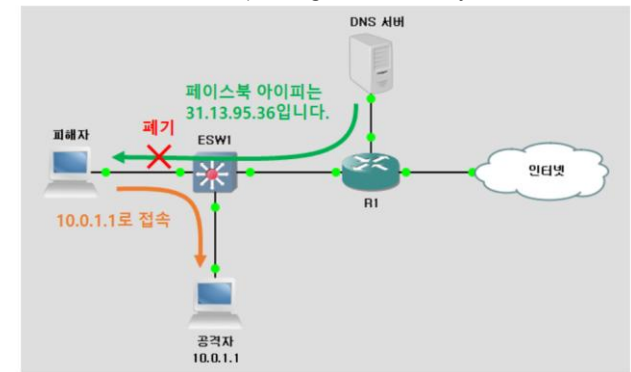 DNS 서버
페이스북 아이피는
31.13.95.36입니다.
피해자
폐기
ESW1
인터넷
R1
10.0.1.1로 접속
공격자
10.0.1.1